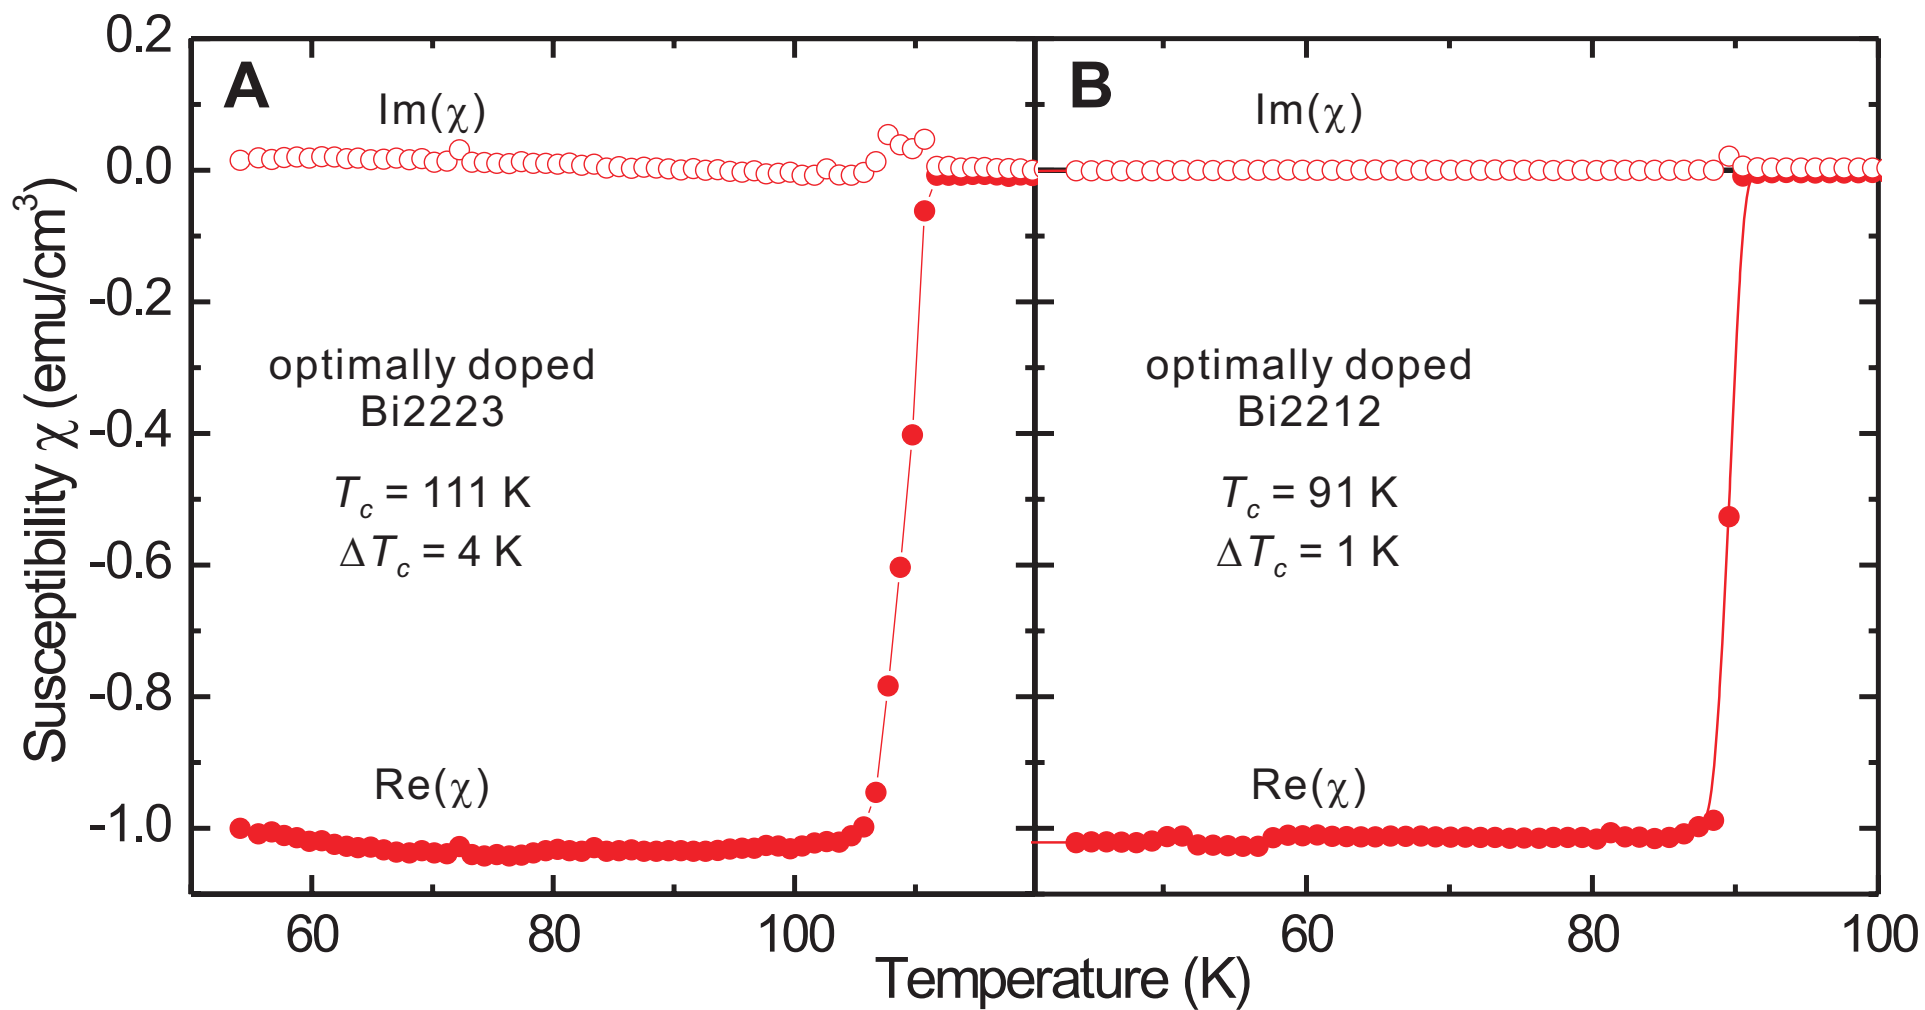 Susceptibility χ (emu/cm³)
0.2
0.0
-0.2
-0.4
-0.6
-0.8
-1.0
A
Im(χ)
optimally doped
Bi2223
T_c = 111 K
ΔT_c = 4 K
Re(χ)
60
80
100
B
Im(χ)
optimally doped
Bi2212
T_c = 91 K
ΔT_c = 1 K
Re(χ)
60
80
100
Temperature (K)